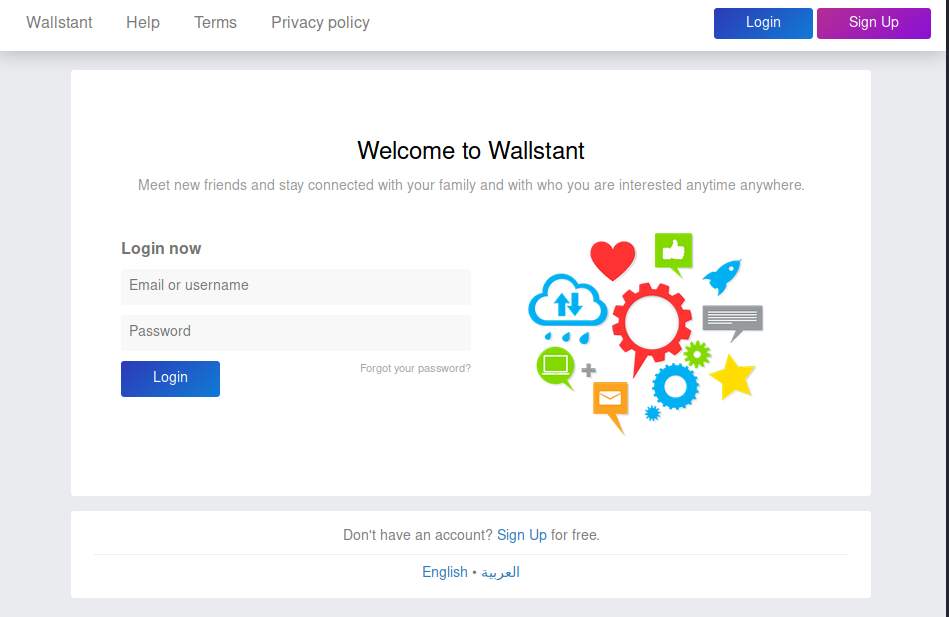 Wallstant Help Terms Privacy policy Login Sign Up
Welcome to Wallstant
Meet new friends and stay connected with your family and with who you are interested anytime anywhere.
Login now
Email or username
Password
Login Forgot your password?
Don't have an account? Sign Up for free.
English • العربية